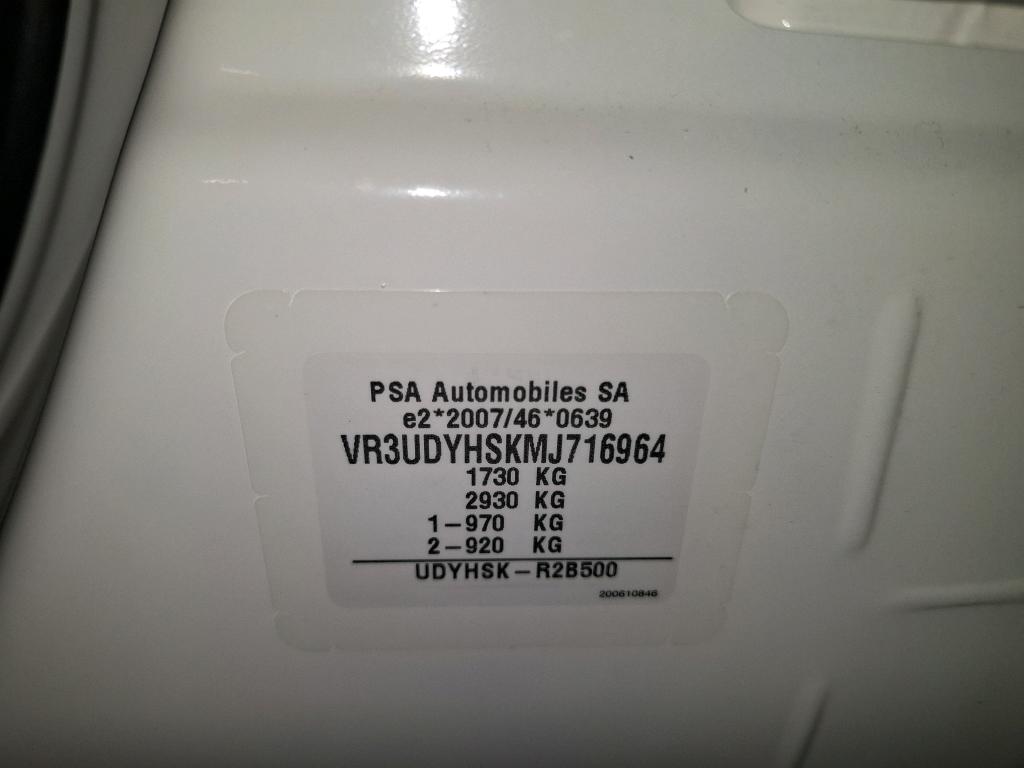 PSA Automobiles SA
e2*2007/46*0639
VR3UDYHSKMJ716964
1730 KG
2930 KG
1-970 KG
2-920 KG
UDYHSK-R2B500
200610846